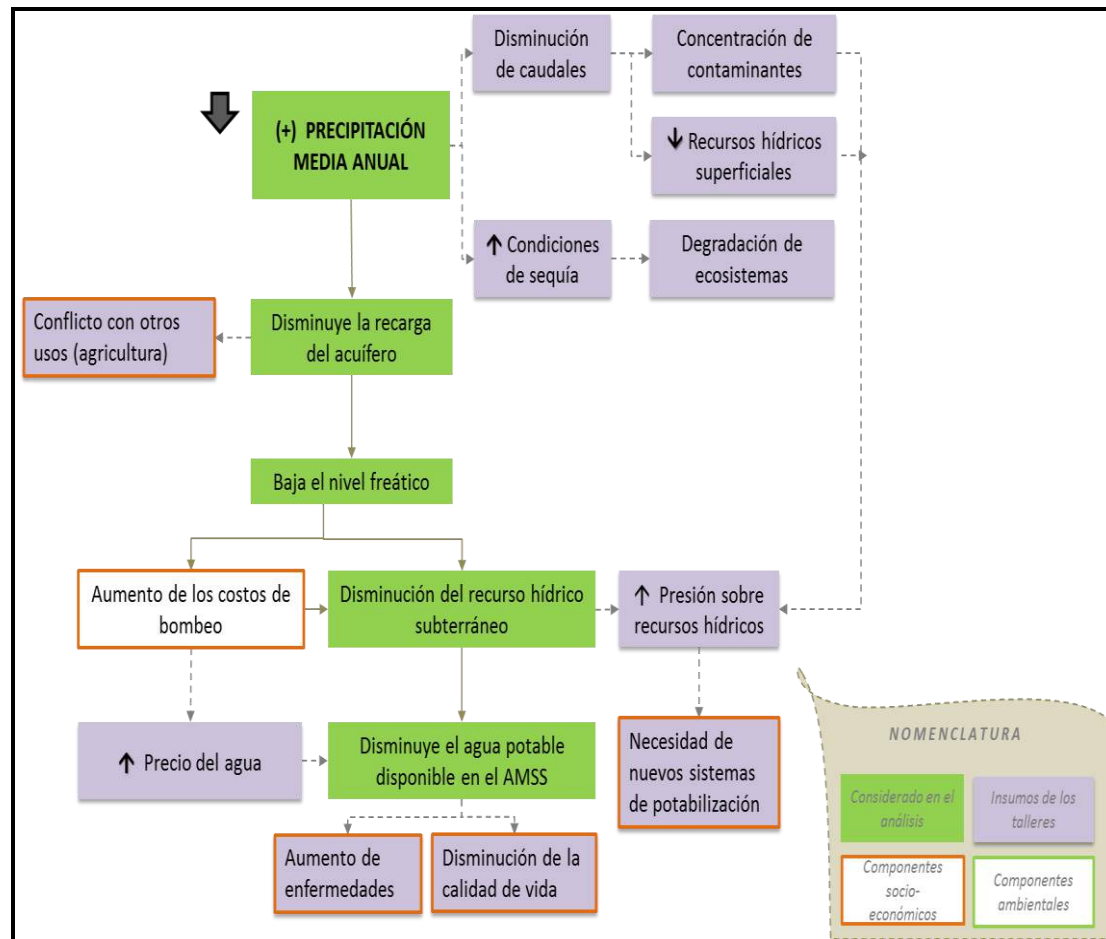 Disminución
de caudales
Concentración de
contaminantes
(+) PRECIPITACIÓN
MEDIA ANUAL
↓ Recursos hídricos
superficiales
↑ Condiciones
de sequía
Degradación de
ecosistemas
Conflicto con otros
usos (agricultura)
Disminuye la recarga
del acuífero
Baja el nivel freático
Aumento de los costos de
bombeo
Disminución del recurso hídrico
subterráneo
↑ Presión sobre
recursos hídricos
↑ Precio del agua
Disminuye el agua potable
disponible en el AMSS
Necesidad de
nuevos sistemas
de potabilización
Aumento de
enfermedades
Disminución de la
calidad de vida
NOMENCLATURA
Considerado en el
análisis
Insumos de los
talleres
Componentes
socio-
económicos
Componentes
ambientales